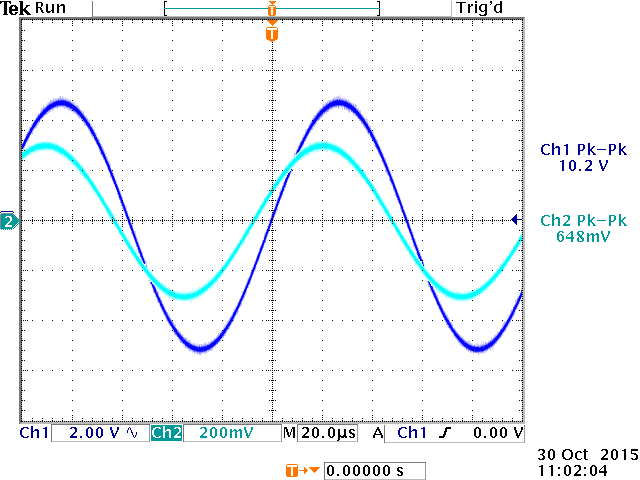 Tek Run Trig'd
T
T
Ch1 Pk-Pk
10.2 V
2
Ch2 Pk-Pk
648mV
Ch1 2.00 V Ch2 200mV M 20.0µs A Ch1 0.00 V
T 0.00000 s
30 Oct 2015
11:02:04